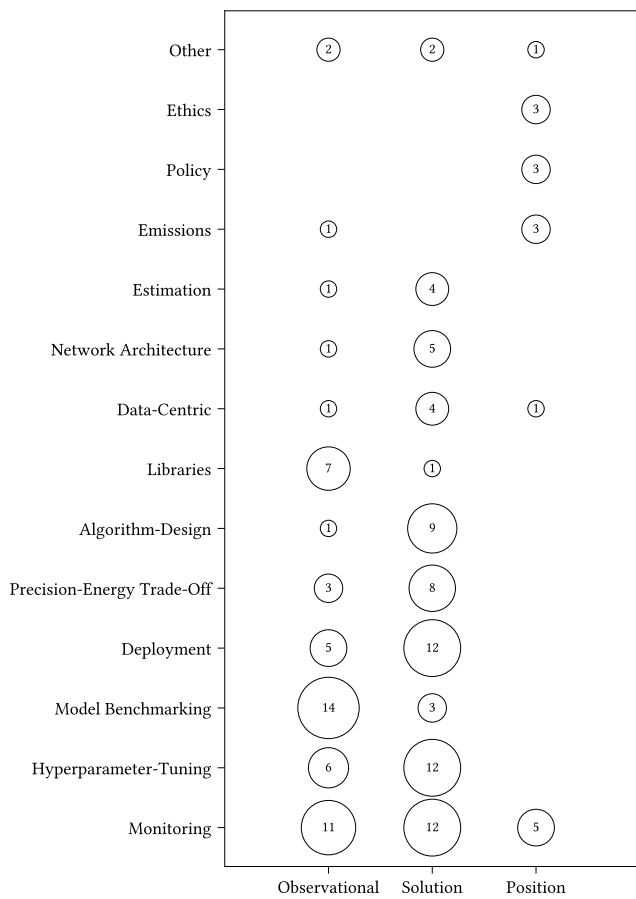 Other 2 2 1
Ethics 3
Policy 3
Emissions 1 3
Estimation 1 4
Network Architecture 1 5
Data-Centric 1 4 1
Libraries 7 1
Algorithm-Design 1 9
Precision-Energy Trade-Off 3 8
Deployment 5 12
Model Benchmarking 14 3
Hyperparameter-Tuning 6 12
Monitoring 11 12 5
Observational Solution Position